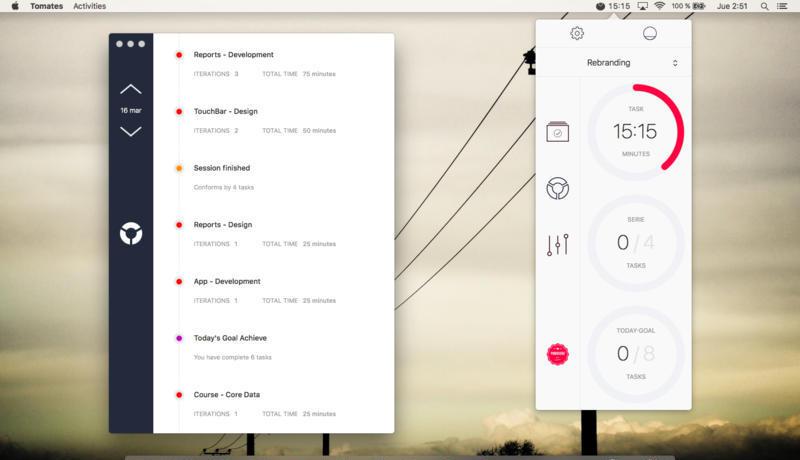 Tomates Activities 15:15 100 % Jue 2:51
16 mar
Reports - Development
ITERATIONS 3 TOTAL TIME 75 minutes
TouchBar - Design
ITERATIONS 2 TOTAL TIME 50 minutes
Session finished
Conforms by 4 tasks
Reports - Design
ITERATIONS 1 TOTAL TIME 25 minutes
App - Development
ITERATIONS 1 TOTAL TIME 25 minutes
Today's Goal Achieve
You have complete 6 tasks
Course - Core Data
ITERATIONS 1 TOTAL TIME 25 minutes
Rebranding
TASK
15:15
MINUTES
SERIE
0 / 4
TASKS
TODAY-GOAL
0 / 8
TASKS